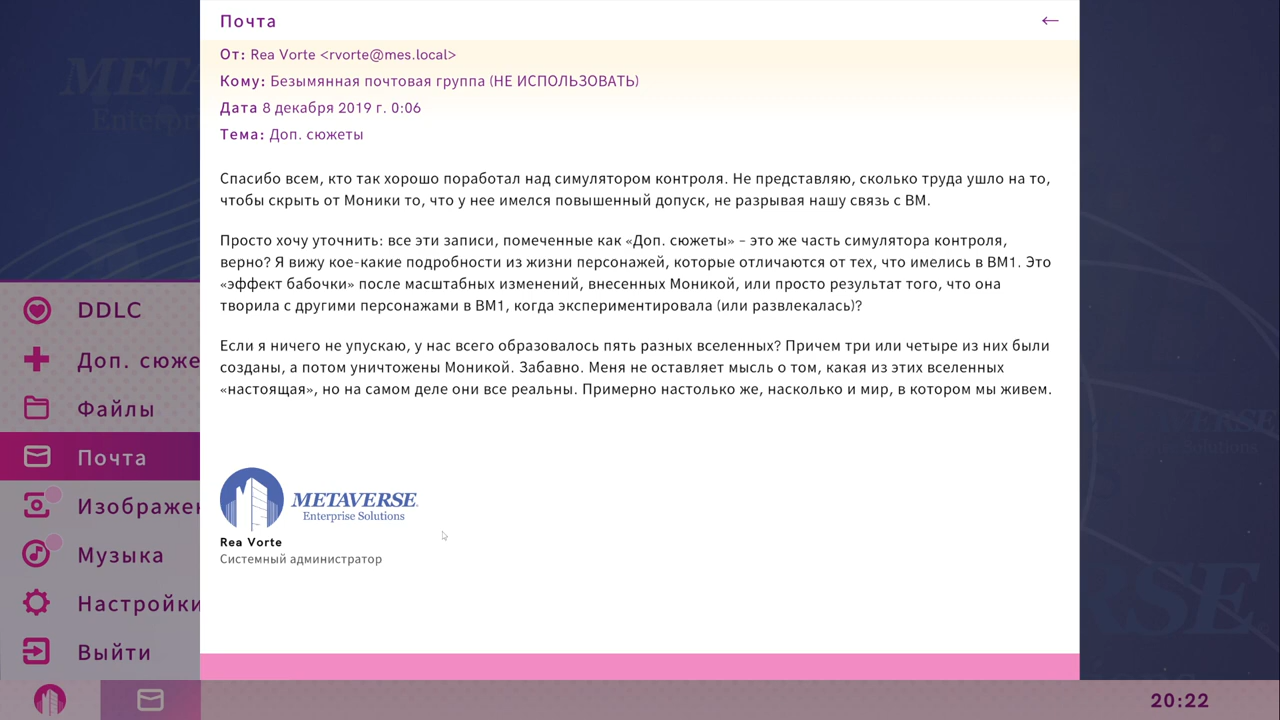 META
Enterpri
Почта
От: Rea Vorte <rvorte@mes.local>
Кому: Безымянная почтовая группа (НЕ ИСПОЛЬЗОВАТЬ)
Дата 8 декабря 2019 г. 0:06
Тема: Доп. сюжеты
Спасибо всем, кто так хорошо поработал над симулятором контроля. Не представляю, сколько труда ушло на то,
чтобы скрыть от Моники то, что у нее имелся повышенный допуск, не разрывая нашу связь с ВМ.
Просто хочу уточнить: все эти записи, помеченные как «Доп. сюжеты» – это же часть симулятора контроля,
верно? Я вижу кое-какие подробности из жизни персонажей, которые отличаются от тех, что имелись в ВМ1. Это
«эффект бабочки» после масштабных изменений, внесенных Моникой, или просто результат того, что она
творила с другими персонажами в ВМ1, когда экспериментировала (или развлекалась)?
Если я ничего не упускаю, у нас всего образовалось пять разных вселенных? Причем три или четыре из них были
созданы, а потом уничтожены Моникой. Забавно. Меня не оставляет мысль о том, какая из этих вселенных
«настоящая», но на самом деле они все реальны. Примерно настолько же, насколько и мир, в котором мы живем.
METAVERSE
Enterprise Solutions
Rea Vorte
Системный администратор
DDLC
Доп. сюже
Файлы
Почта
Изображен
Музыка
Настройки
Выйти
VERSE
Solutions
RSE
20:22